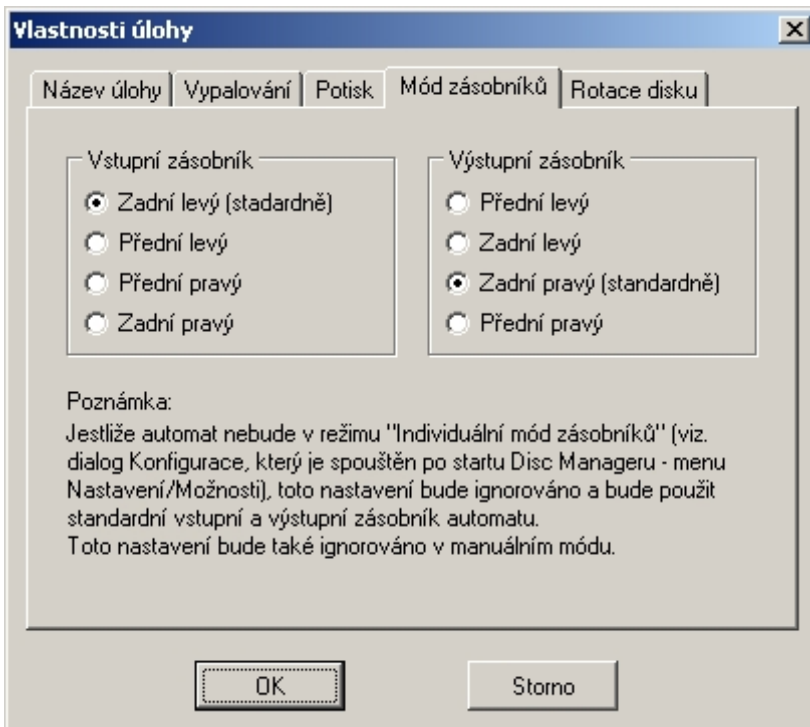 Vlastnosti úlohy
Název úlohy
Vypalování
Potisk
Mód zásobníků
Rotace disku
Vstupní zásobník
Zadní levý (stadardně)
Přední levý
Přední pravý
Zadní pravý
Výstupní zásobník
Přední levý
Zadní levý
Zadní pravý (standardně)
Přední pravý
Poznámka:
Jestliže automat nebude v režimu "Individuální mód zásobníků" (viz.
dialog Konfigurace, který je spouštěn po startu Disc Manageru - menu
Nastavení/Možnosti), toto nastavení bude ignorováno a bude použit
standardní vstupní a výstupní zásobník automatu.
Toto nastavení bude také ignorováno v manuálním módu.
OK
Storno